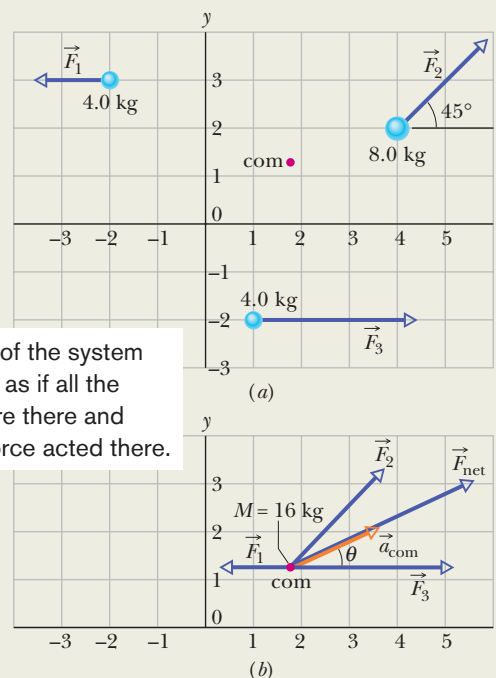 y
F₁
3
F₂
4.0 kg
45°
2
com
8.0 kg
1
0
–3 –2 –1 1 2 3 4 5
–1
4.0 kg
–2
F₃
–3
of the system
as if all the
re there and
orce acted there.
(a)
y
F₂
Fnet
3
M = 16 kg
2
F₁
θ
acom
com
F₃
1
0
–3 –2 –1 1 2 3 4 5
(b)